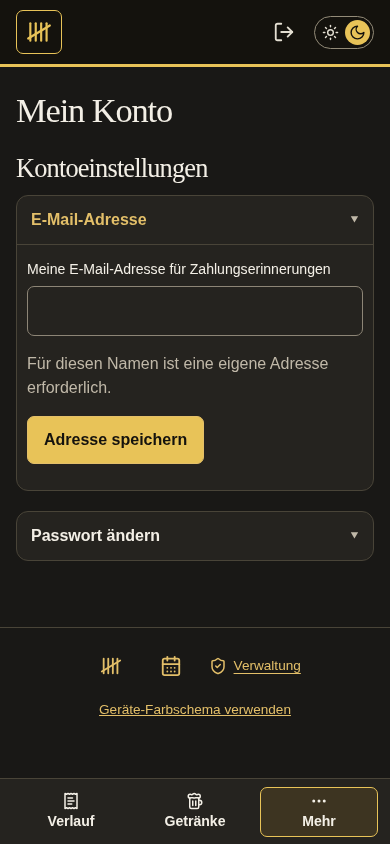 Mein Konto
Kontoeinstellungen
E-Mail-Adresse
Meine E-Mail-Adresse für Zahlungserinnerungen
Für diesen Namen ist eine eigene Adresse
erforderlich.
Adresse speichern
Passwort ändern
Verwaltung
Geräte-Farbschema verwenden
Verlauf
Getränke
Mehr